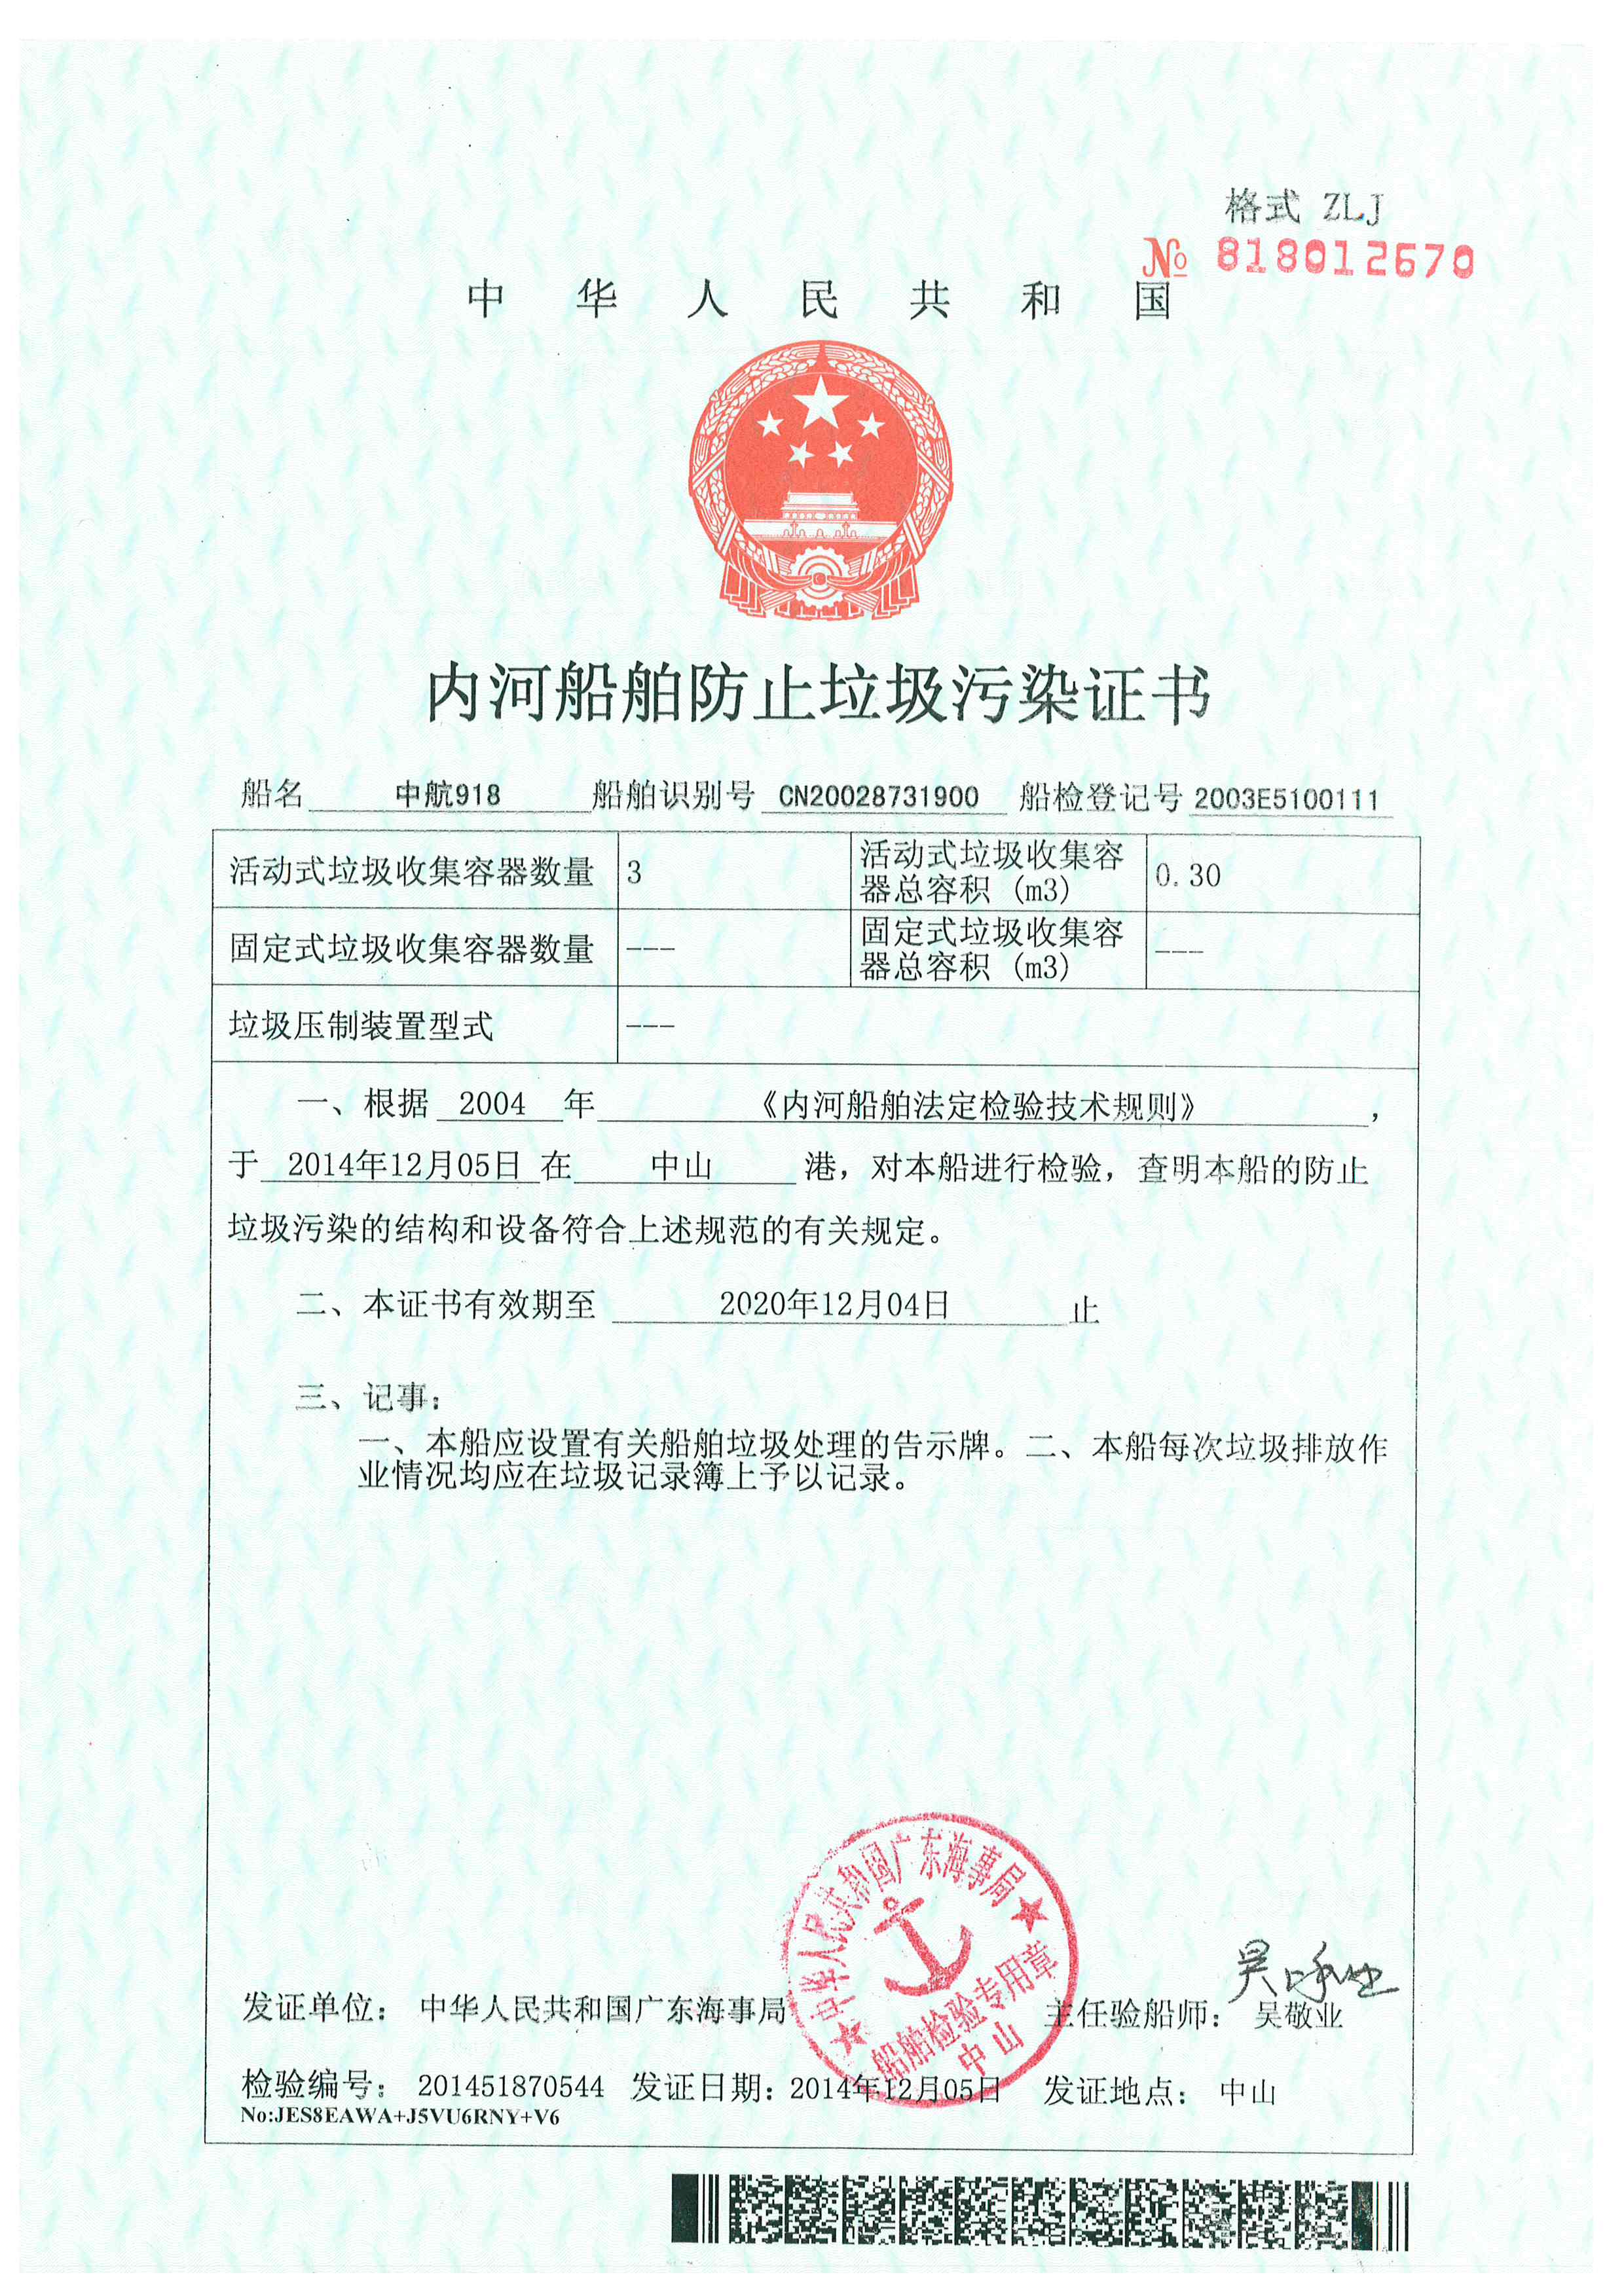 格式 ZLJ
№ 818012670
中华人民共和国
内河船舶防止垃圾污染证书
船名 中航918 船舶识别号 CN20028731900 船检登记号 2003E5100111
活动式垃圾收集容器数量 3 活动式垃圾收集容
器总容积 (m3) 0.30
固定式垃圾收集容器数量 --- 固定式垃圾收集容
器总容积 (m3) ---
垃圾压制装置型式 ---
一、根据 2004 年 《内河船舶法定检验技术规则》 ，
于 2014年12月05日 在 中山 港，对本船进行检验，查明本船的防止
垃圾污染的结构和设备符合上述规范的有关规定。
二、本证书有效期至 2020年12月04日 止
三、记事：
一、本船应设置有关船舶垃圾处理的告示牌。二、本船每次垃圾排放作
业情况均应在垃圾记录簿上予以记录。
中华人民共和国广东海事局
船舶检验专用章
中山
发证单位： 中华人民共和国广东海事局 主任验船师： 吴敬业
检验编号： 201451870544 发证日期：2014年12月05日 发证地点： 中山
No:JES8EAWA+J5VU6RNY+V6